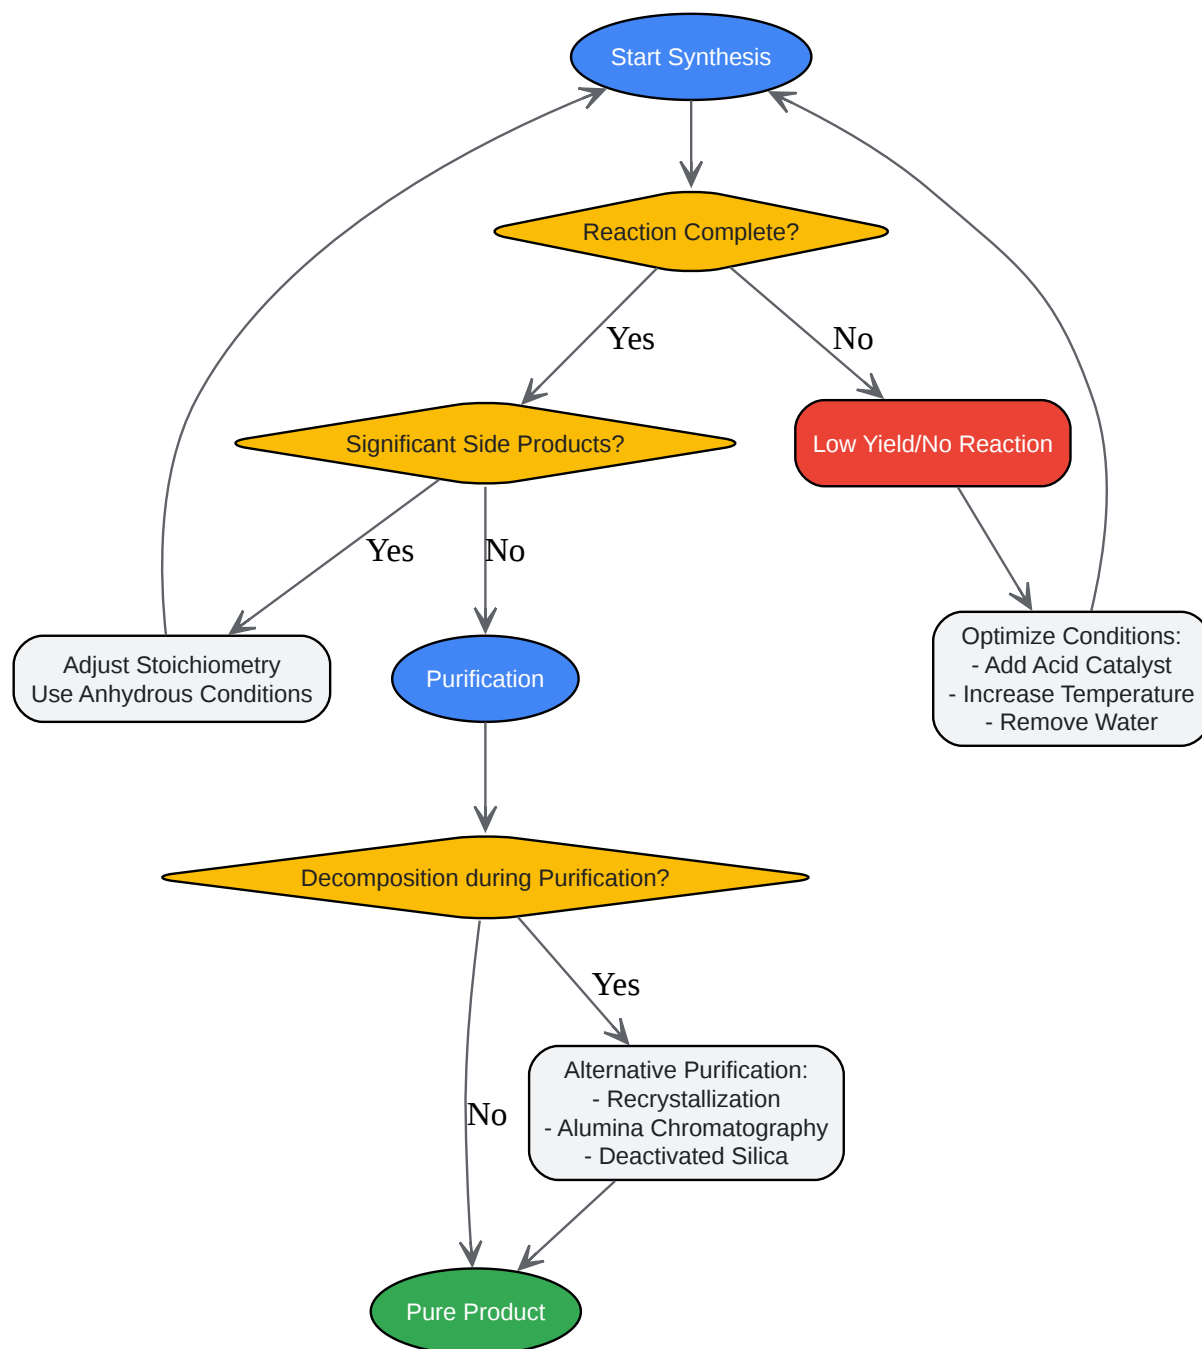 Start Synthesis
Reaction Complete?
Yes
No
Significant Side Products?
Low Yield/No Reaction
Yes
No
Adjust Stoichiometry
Use Anhydrous Conditions
Purification
Optimize Conditions:
- Add Acid Catalyst
- Increase Temperature
- Remove Water
Decomposition during Purification?
Yes
No
Alternative Purification:
- Recrystallization
- Alumina Chromatography
- Deactivated Silica
Pure Product